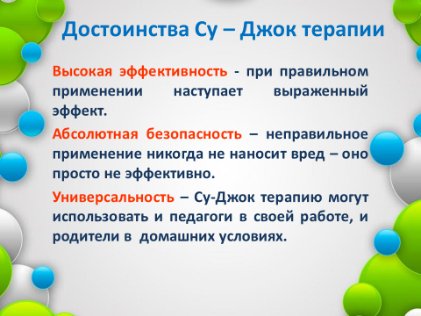 Достоинства Су – Джок терапии
Высокая эффективность - при правильном
применении наступает выраженный
эффект.
Абсолютная безопасность – неправильное
применение никогда не наносит вред – оно
просто не эффективно.
Универсальность – Су-Джок терапию могут
использовать и педагоги в своей работе, и
родители в домашних условиях.